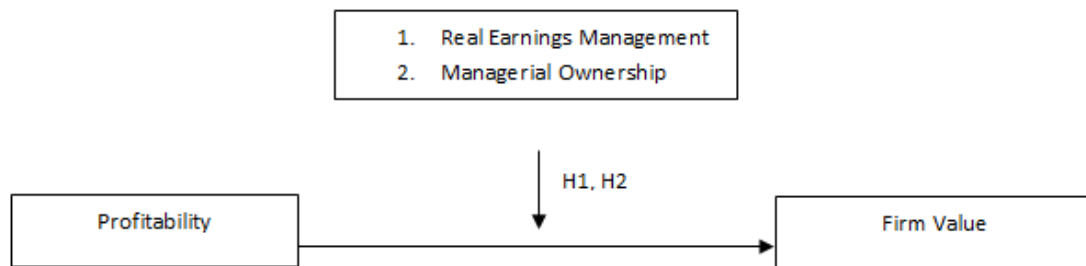 1. Real Earnings Management
2. Managerial Ownership
H1, H2
Profitability
Firm Value